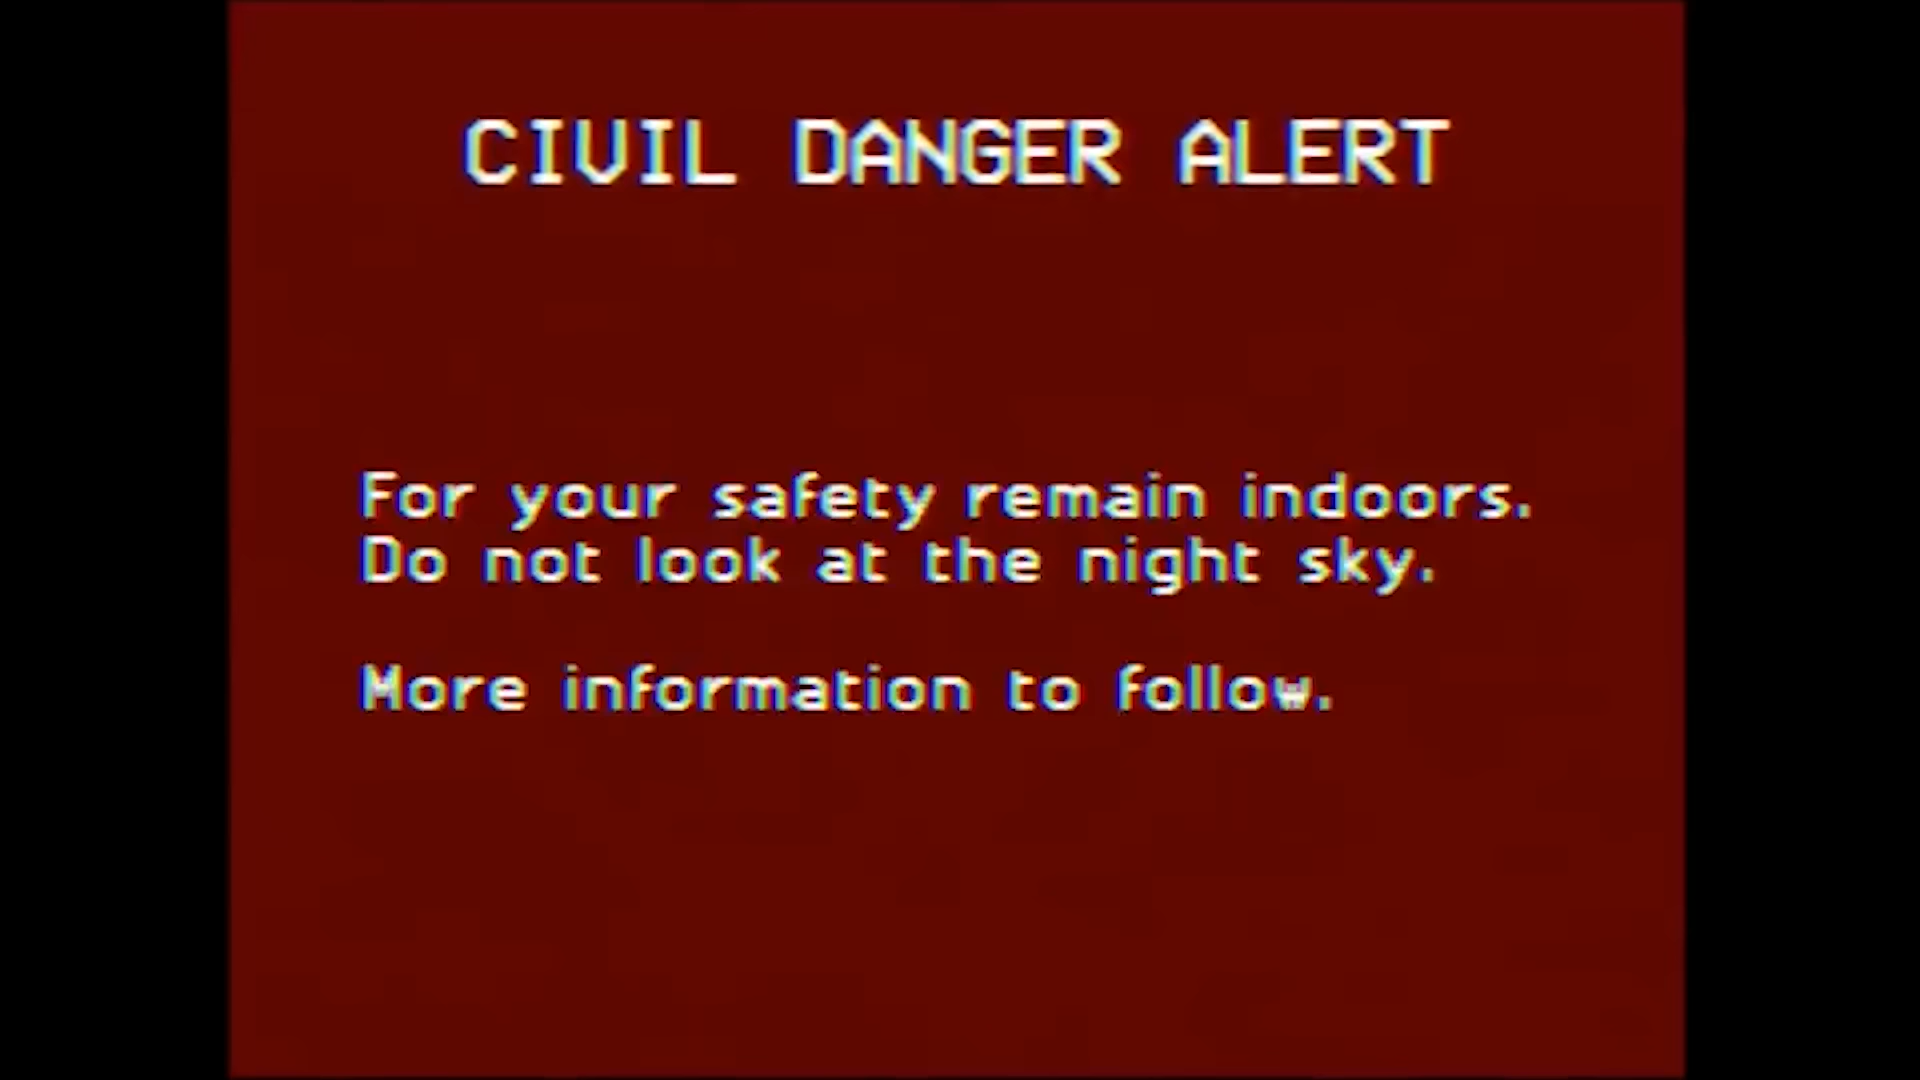 CIVIL DANGER ALERT
For your safety remain indoors.
Do not look at the night sky.
More information to follow.